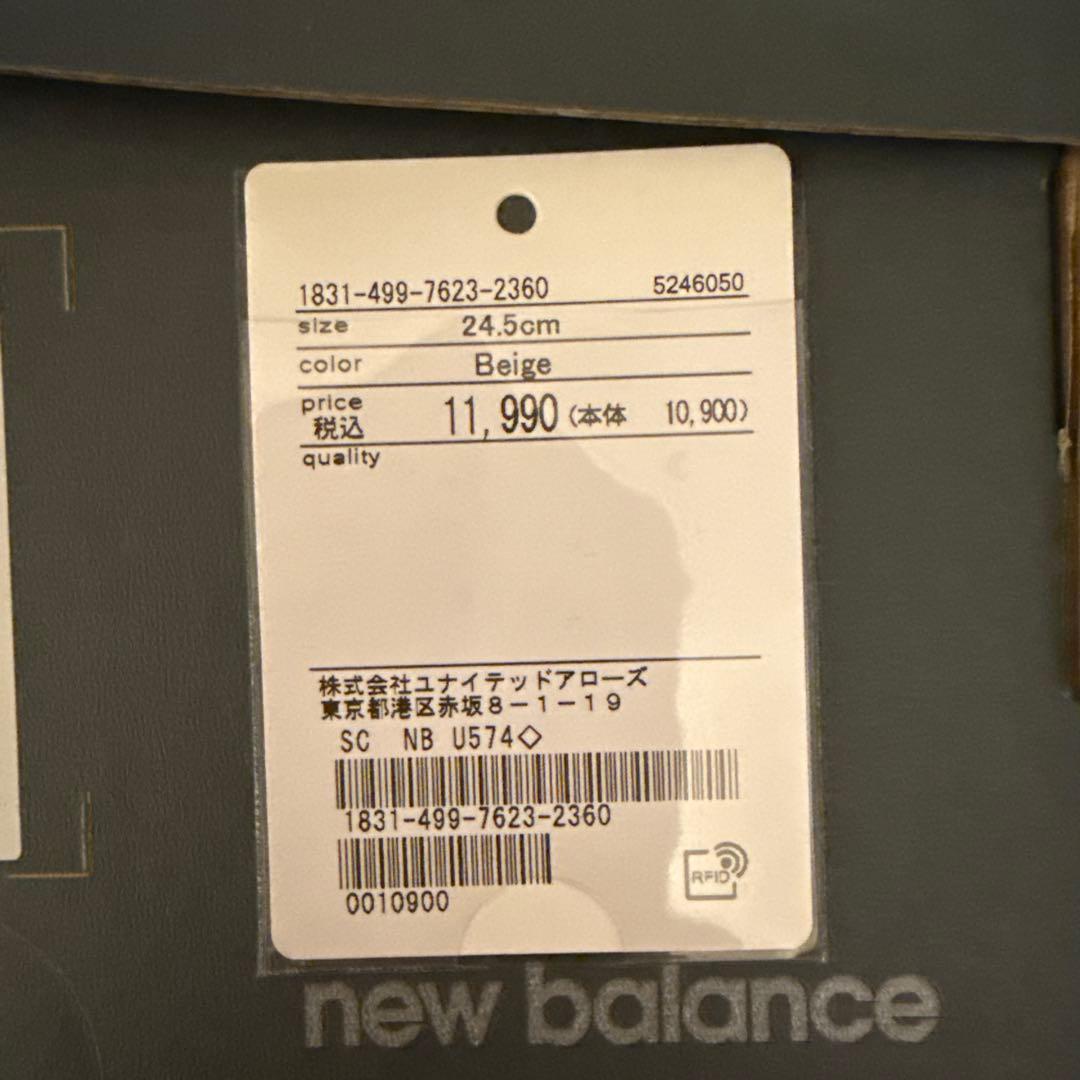 1831-499-7623-2360 5246050
size 24.5cm
color Beige
price
税込 11,990 (本体 10,900)
quality
株式会社ユナイテッドアローズ
東京都港区赤坂8-1-19
SC NB U574◇
1831-499-7623-2360
0010900
RFID
new balance